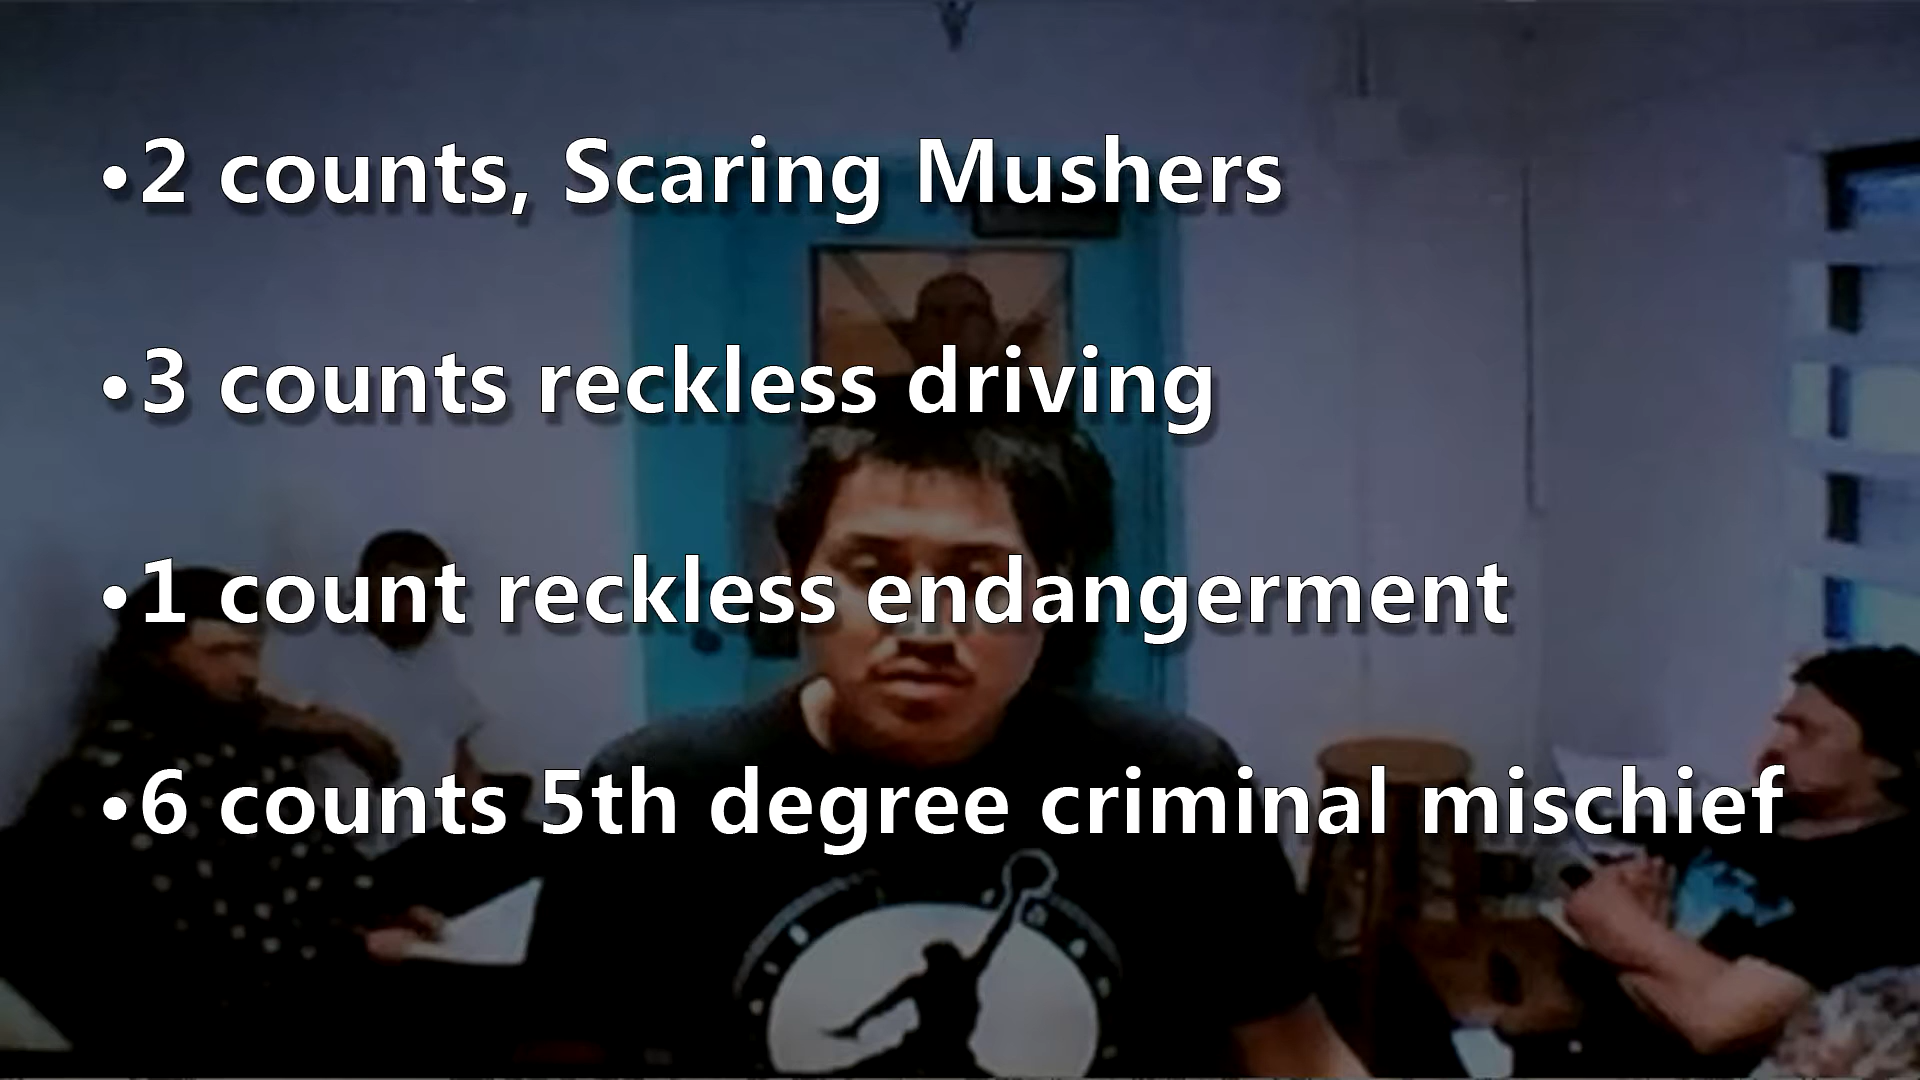 •2 counts, Scaring Mushers
•3 counts reckless driving
•1 count reckless endangerment
•6 counts 5th degree criminal mischief